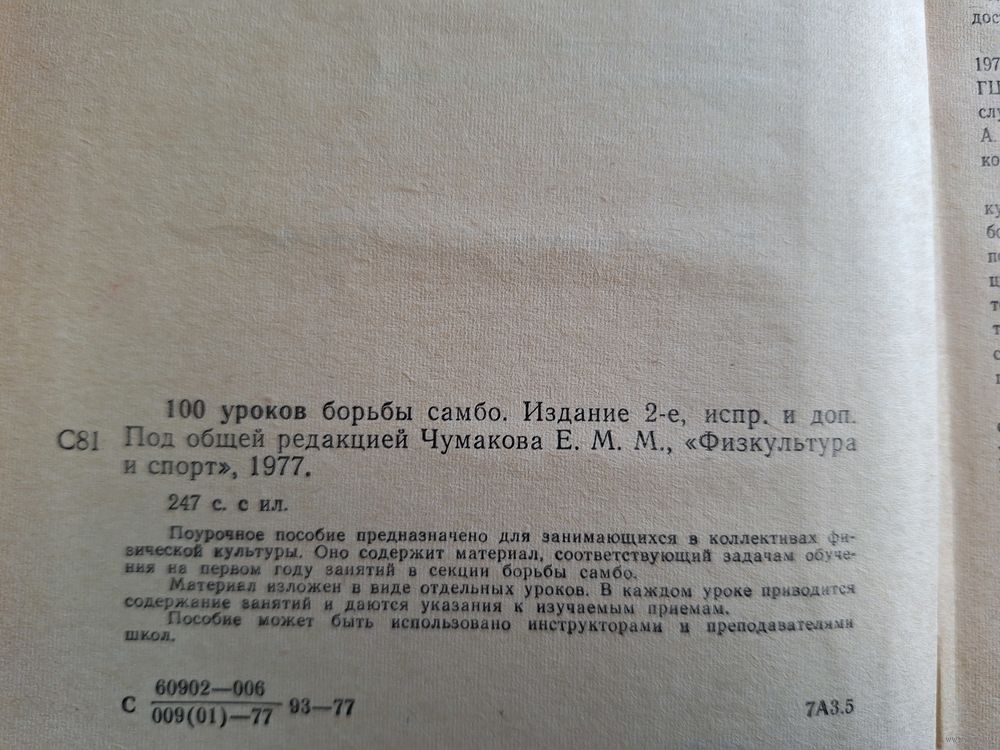 100 уроков борьбы самбо. Издание 2-е, испр. и доп.
С81 Под общей редакцией Чумакова Е. М. М., «Физкультура
и спорт», 1977.
247 с. с ил.
Поурочное пособие предназначено для занимающихся в коллективах фи-
зической культуры. Оно содержит материал, соответствующий задачам обуче-
ния на первом году занятий в секции борьбы самбо.
Материал изложен в виде отдельных уроков. В каждом уроке приводится
содержание занятий и даются указания к изучаемым приемам.
Пособие может быть использовано инструкторами и преподавателями
школ.
С 60902—006
009(01)—77 93—77
7А3.5